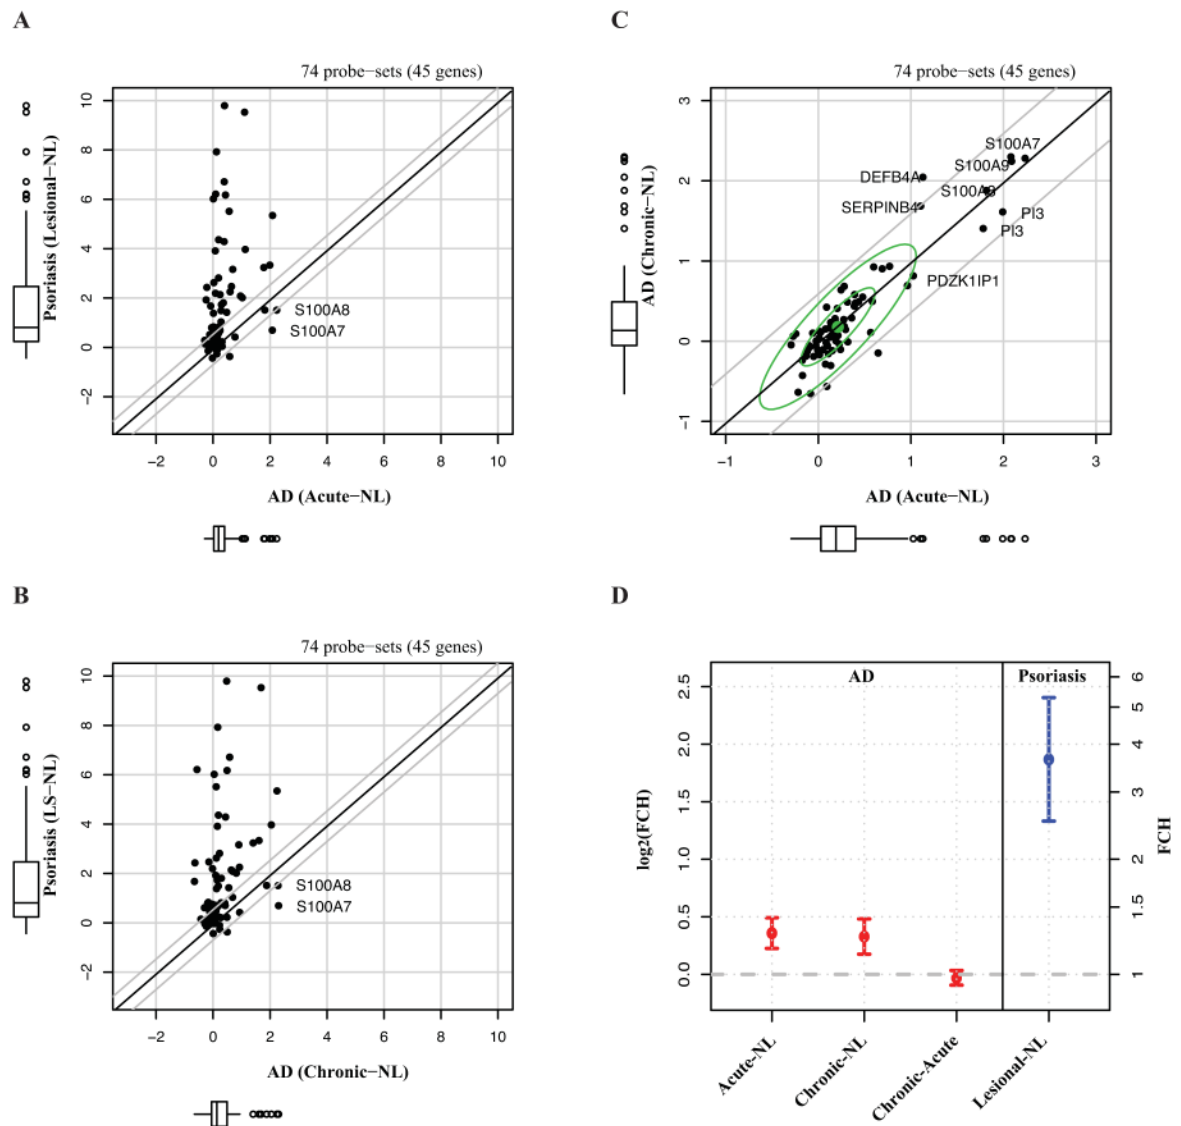 A
74 probe−sets (45 genes)
Psoriasis (Lesional−NL)
10
8
6
4
2
0
−2
S100A8
S100A7
−2 0 2 4 6 8 10
AD (Acute−NL)
B
74 probe−sets (45 genes)
Psoriasis (LS−NL)
10
8
6
4
2
0
−2
S100A8
S100A7
−2 0 2 4 6 8 10
AD (Chronic−NL)
C
74 probe−sets (45 genes)
AD (Chronic−NL)
3
2
1
0
−1
S100A7
S100A9
DEFB4A
S100A8
SERPINB4
PI3
PI3
PDZK1IP1
−1 0 1 2 3
AD (Acute−NL)
D
AD Psoriasis
log2(FCH)
2.5
2.0
1.5
1.0
0.5
0.0
6
5
4
3
2
1.5
1
FCH
Acute-NL
Chronic-NL
Chronic-Acute
Lesional-NL